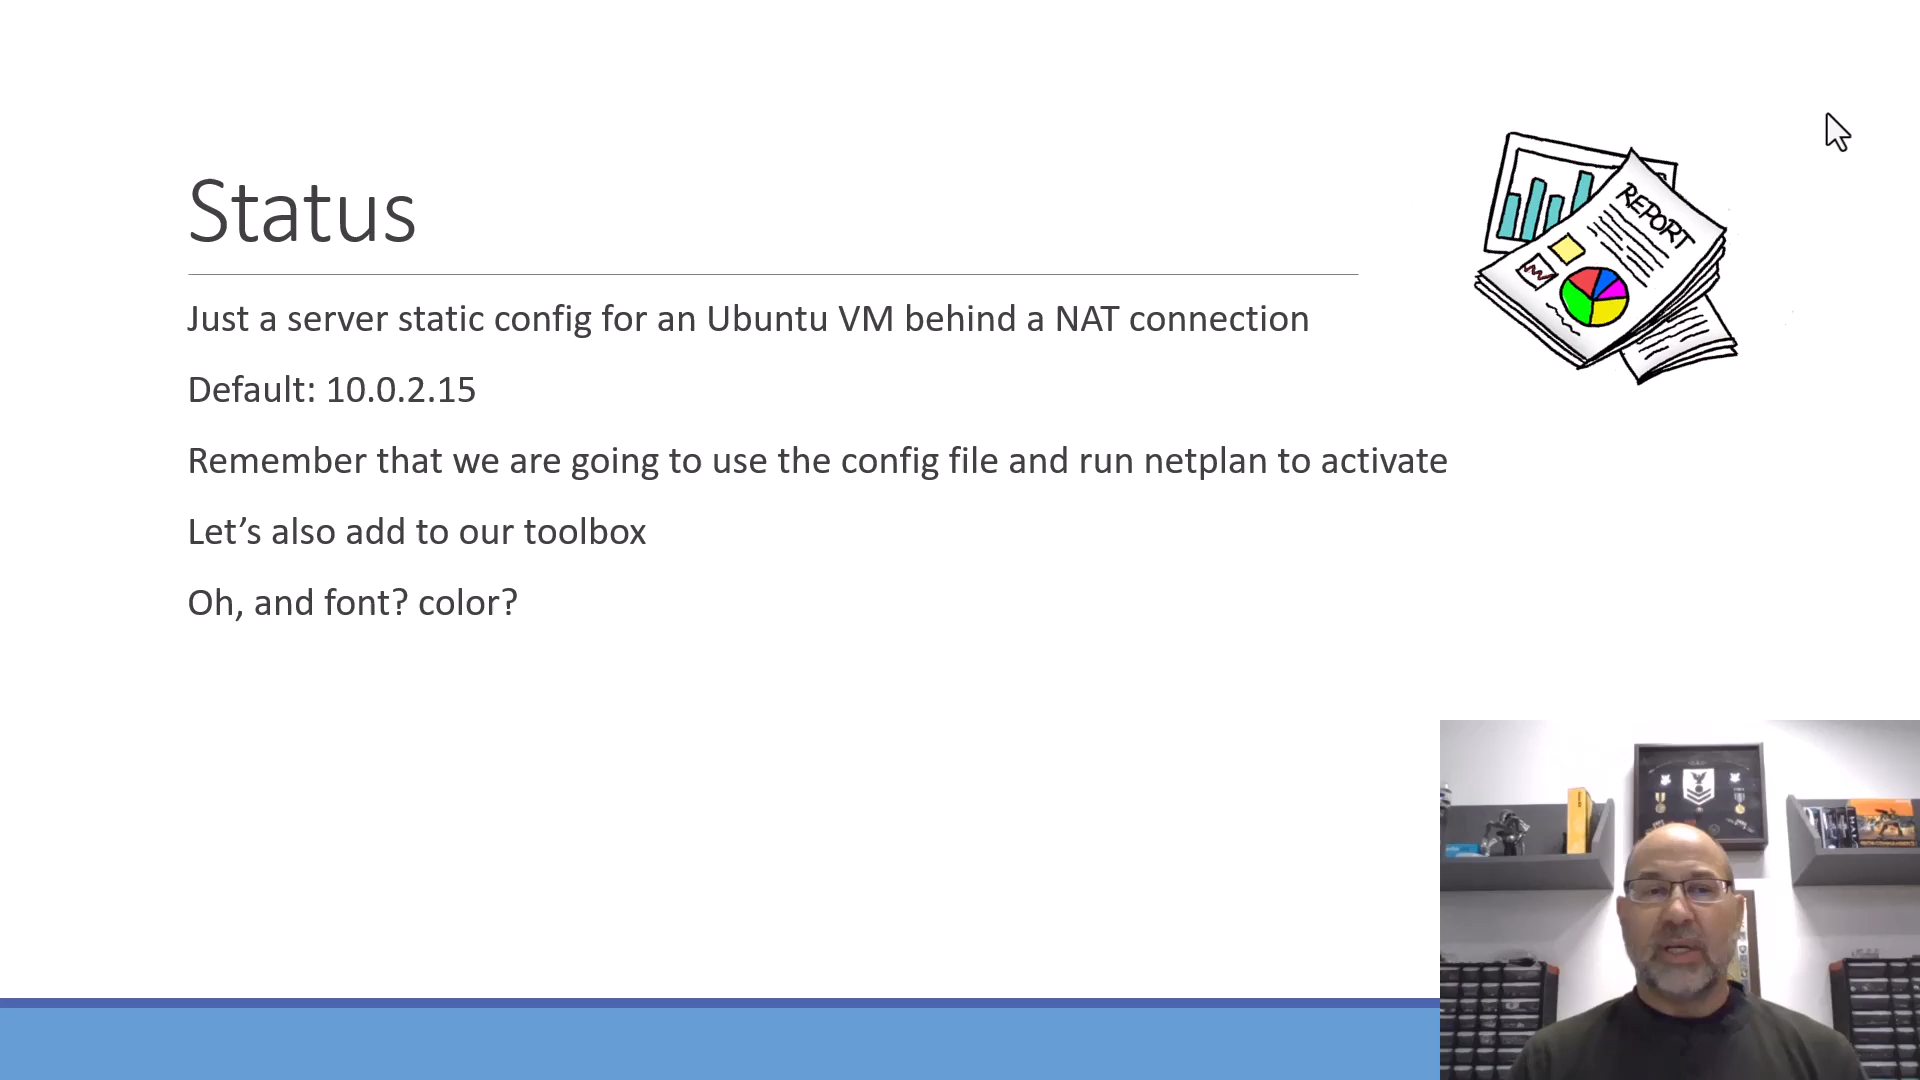 Status
REPORT
Just a server static config for an Ubuntu VM behind a NAT connection
Default: 10.0.2.15
Remember that we are going to use the config file and run netplan to activate
Let’s also add to our toolbox
Oh, and font? color?